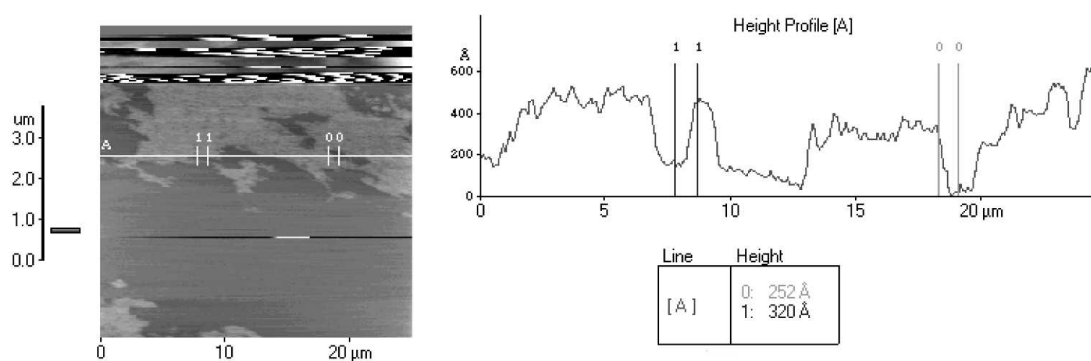 um
3.0
2.0
1.0
0.0
A
1 1
0 0
0 10 20 µm
Height Profile [A]
Å
600
400
200
0
1 1
0 0
0 5 10 15 20 µm
Line Height
[ A ]
0: 252 Å
1: 320 Å